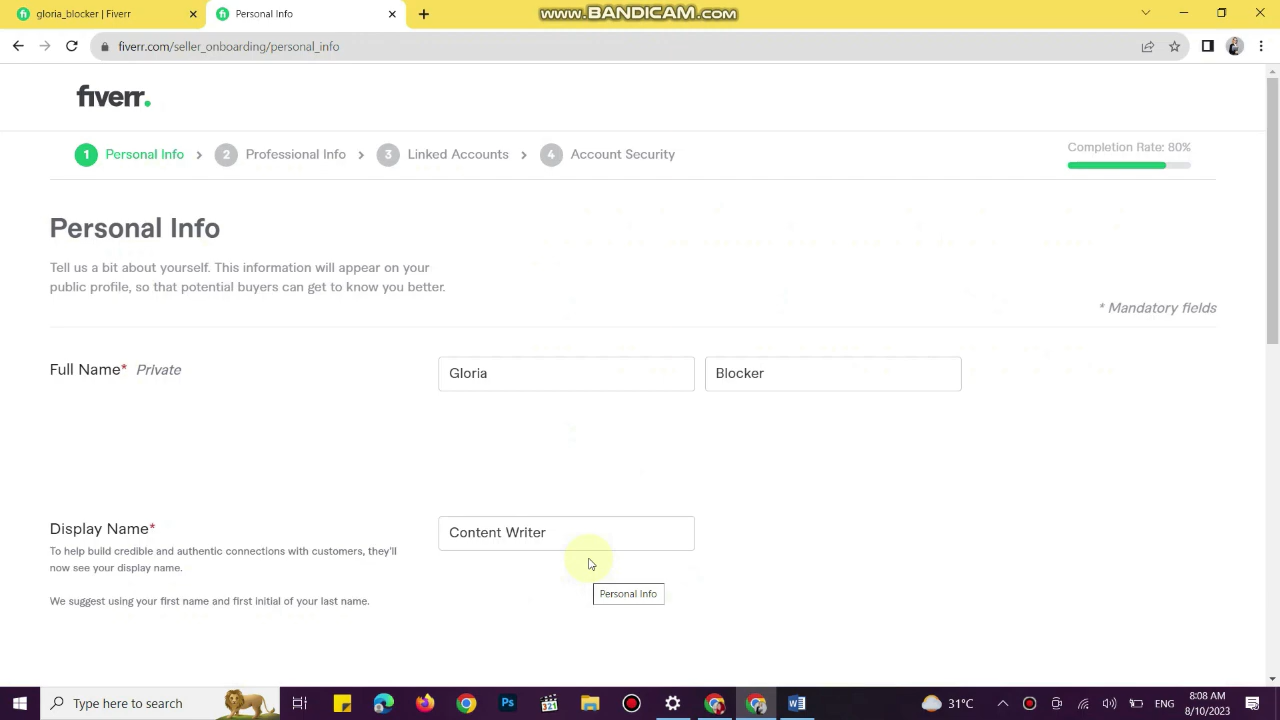 gloria_blocker | Fiverr
Personal Info
www.BANDICAM.com
fiverr.com/seller_onboarding/personal_info
fiverr.
1 Personal Info
2 Professional Info
3 Linked Accounts
4 Account Security
Completion Rate: 80%
Personal Info
Tell us a bit about yourself. This information will appear on your
public profile, so that potential buyers can get to know you better.
* Mandatory fields
Full Name* Private
Gloria
Blocker
Display Name*
Content Writer
To help build credible and authentic connections with customers, they'll
now see your display name.
Personal Info
We suggest using your first name and first initial of your last name.
Type here to search
Ps
31°C
ENG
8:08 AM
8/10/2023